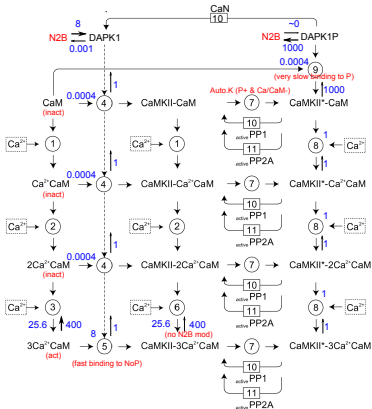 CaN
10
8
N2B DAPK1
0.001
~0
N2B DAPK1P
1000
0.0004 9
(very slow binding to P)
0.0004 1 Auto.K (P+ & Ca/CaM-) 1000
CaM 4 CaMKII-CaM 7 CaMKII*-CaM
(inact)
10
active PP1
11
active PP2A
Ca²⁺ 1 1 Ca²⁺ 1 1 8 Ca²⁺
0.0004 1 1
Ca²⁺CaM 4 CaMKII-Ca²⁺CaM 7 CaMKII*-Ca²⁺CaM
(inact)
10
active PP1
11
active PP2A
Ca²⁺ 2 1 Ca²⁺ 2 1 8 Ca²⁺
0.0004 1
2Ca²⁺CaM 4 CaMKII-2Ca²⁺CaM 7 CaMKII*-2Ca²⁺CaM
(inact)
10
active PP1
11
active PP2A
Ca²⁺ 3 1 Ca²⁺ 6 1 8 Ca²⁺
25.6 400 8 25.6 400 1
(no N2B mod)
3Ca²⁺CaM 5 CaMKII-3Ca²⁺CaM 7 CaMKII*-3Ca²⁺CaM
(act) (fast binding to NoP)
10
active PP1
11
active PP2A